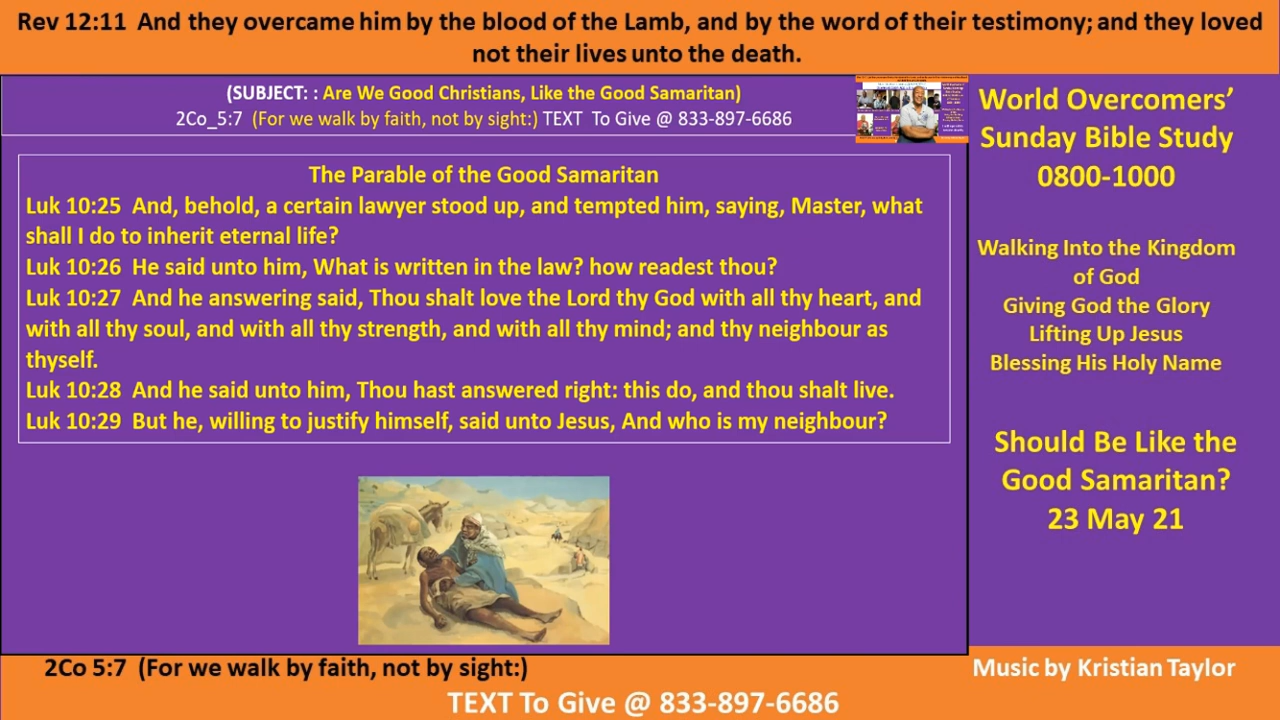 Rev 12:11  And they overcame him by the blood of the Lamb, and by the word of their testimony; and they loved
not their lives unto the death.
(SUBJECT: : Are We Good Christians, Like the Good Samaritan)
2Co_5:7  (For we walk by faith, not by sight:) TEXT  To Give @ 833-897-6686
The Parable of the Good Samaritan
Luk 10:25  And, behold, a certain lawyer stood up, and tempted him, saying, Master, what
shall I do to inherit eternal life?
Luk 10:26  He said unto him, What is written in the law? how readest thou?
Luk 10:27  And he answering said, Thou shalt love the Lord thy God with all thy heart, and
with all thy soul, and with all thy strength, and with all thy mind; and thy neighbour as
thyself.
Luk 10:28  And he said unto him, Thou hast answered right: this do, and thou shalt live.
Luk 10:29  But he, willing to justify himself, said unto Jesus, And who is my neighbour?
World Overcomers'
Sunday Bible Study
0800-1000
Walking Into the Kingdom
of God
Giving God the Glory
Lifting Up Jesus
Blessing His Holy Name
Should Be Like the
Good Samaritan?
23 May 21
2Co 5:7  (For we walk by faith, not by sight:)
Music by Kristian Taylor
TEXT To Give @ 833-897-6686